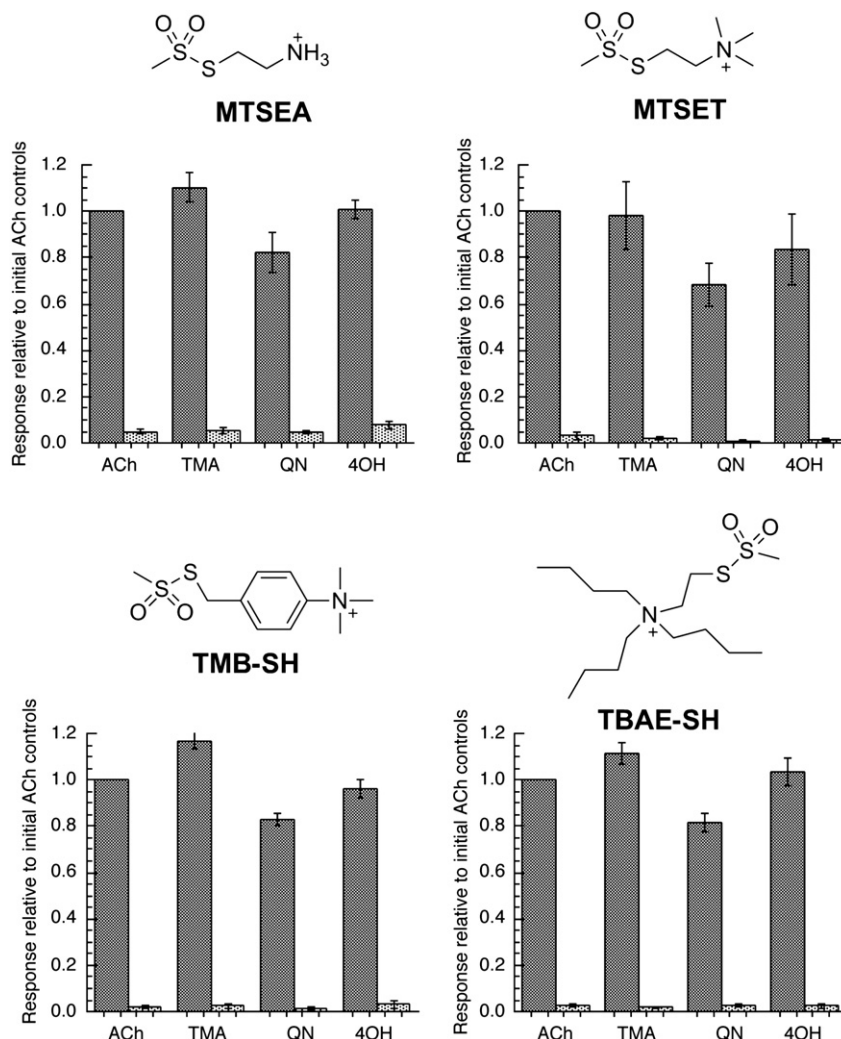 O O
S S NH3 +
MTSEA
Response relative to initial ACh controls
1.2
1.0
0.8
0.6
0.4
0.2
0.0
ACh TMA QN 4OH
O O
S S N +
MTSET
Response relative to initial ACh controls
1.2
1.0
0.8
0.6
0.4
0.2
0.0
ACh TMA QN 4OH
S S N +
O O
TMB-SH
Response relative to initial ACh controls
1.2
1.0
0.8
0.6
0.4
0.2
0.0
ACh TMA QN 4OH
O O
S S
N +
TBAE-SH
Response relative to initial ACh controls
1.2
1.0
0.8
0.6
0.4
0.2
0.0
ACh TMA QN 4OH